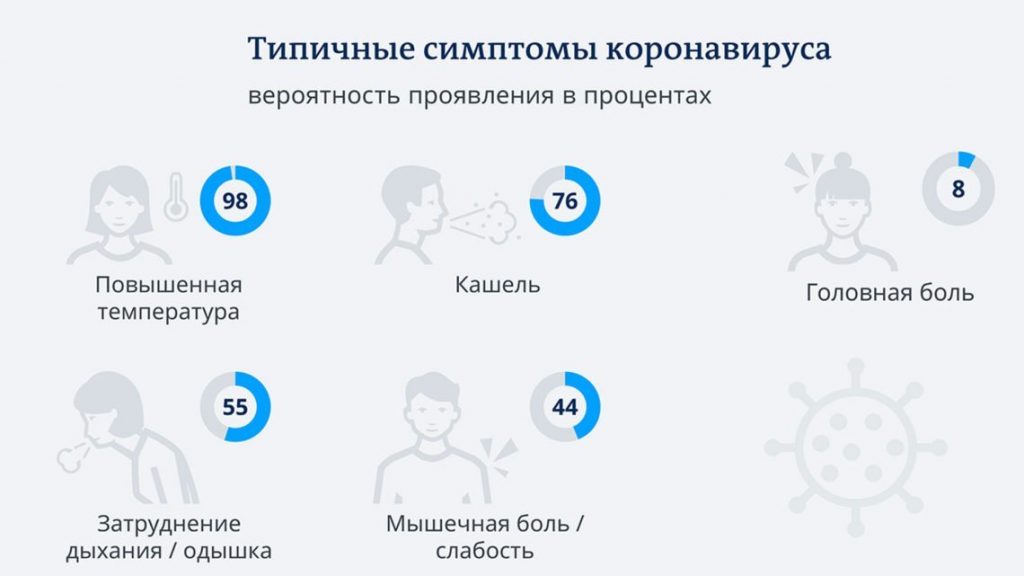 Типичные симптомы коронавируса
вероятность проявления в процентах
98
Повышенная
температура
76
Кашель
8
Головная боль
55
Затруднение
дыхания / одышка
44
Мышечная боль /
слабость